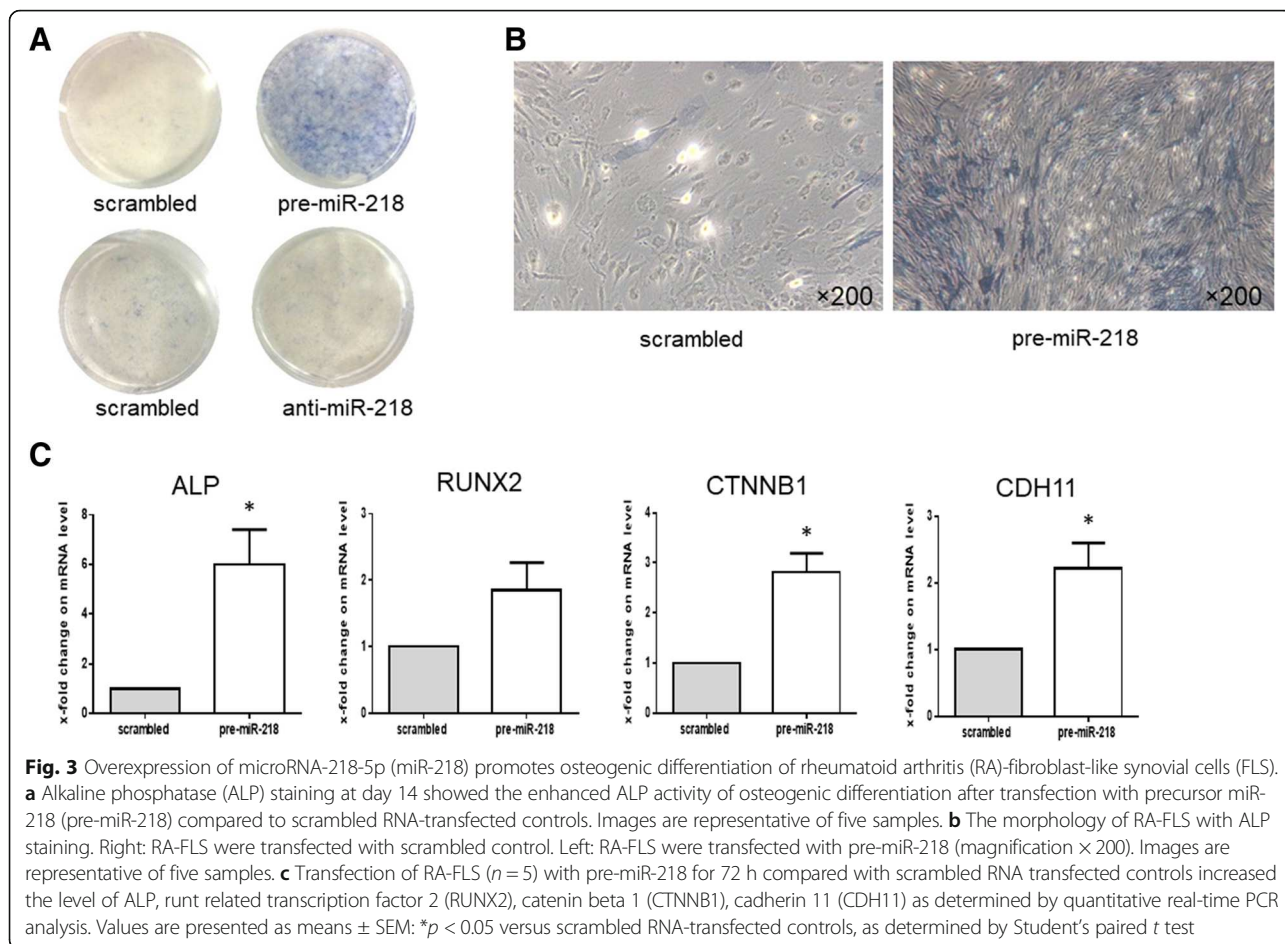 A
B
scrambled
pre-miR-218
scrambled
anti-miR-218
×200
×200
scrambled
pre-miR-218
C
ALP
x-fold change on mRNA level
8
6
4
2
0
scrambled
pre-miR-218
*
RUNX2
x-fold change on mRNA level
3
2
1
0
scrambled
pre-miR-218
CTNNB1
x-fold change on mRNA level
4
3
2
1
0
scrambled
pre-miR-218
*
CDH11
x-fold change on mRNA level
3
2
1
0
scrambled
pre-miR-218
*
Fig. 3 Overexpression of microRNA-218-5p (miR-218) promotes osteogenic differentiation of rheumatoid arthritis (RA)-fibroblast-like synovial cells (FLS).
a Alkaline phosphatase (ALP) staining at day 14 showed the enhanced ALP activity of osteogenic differentiation after transfection with precursor miR-
218 (pre-miR-218) compared to scrambled RNA-transfected controls. Images are representative of five samples. b The morphology of RA-FLS with ALP
staining. Right: RA-FLS were transfected with scrambled control. Left: RA-FLS were transfected with pre-miR-218 (magnification × 200). Images are
representative of five samples. c Transfection of RA-FLS (n = 5) with pre-miR-218 for 72 h compared with scrambled RNA transfected controls increased
the level of ALP, runt related transcription factor 2 (RUNX2), catenin beta 1 (CTNNB1), cadherin 11 (CDH11) as determined by quantitative real-time PCR
analysis. Values are presented as means ± SEM: *p < 0.05 versus scrambled RNA-transfected controls, as determined by Student's paired t test